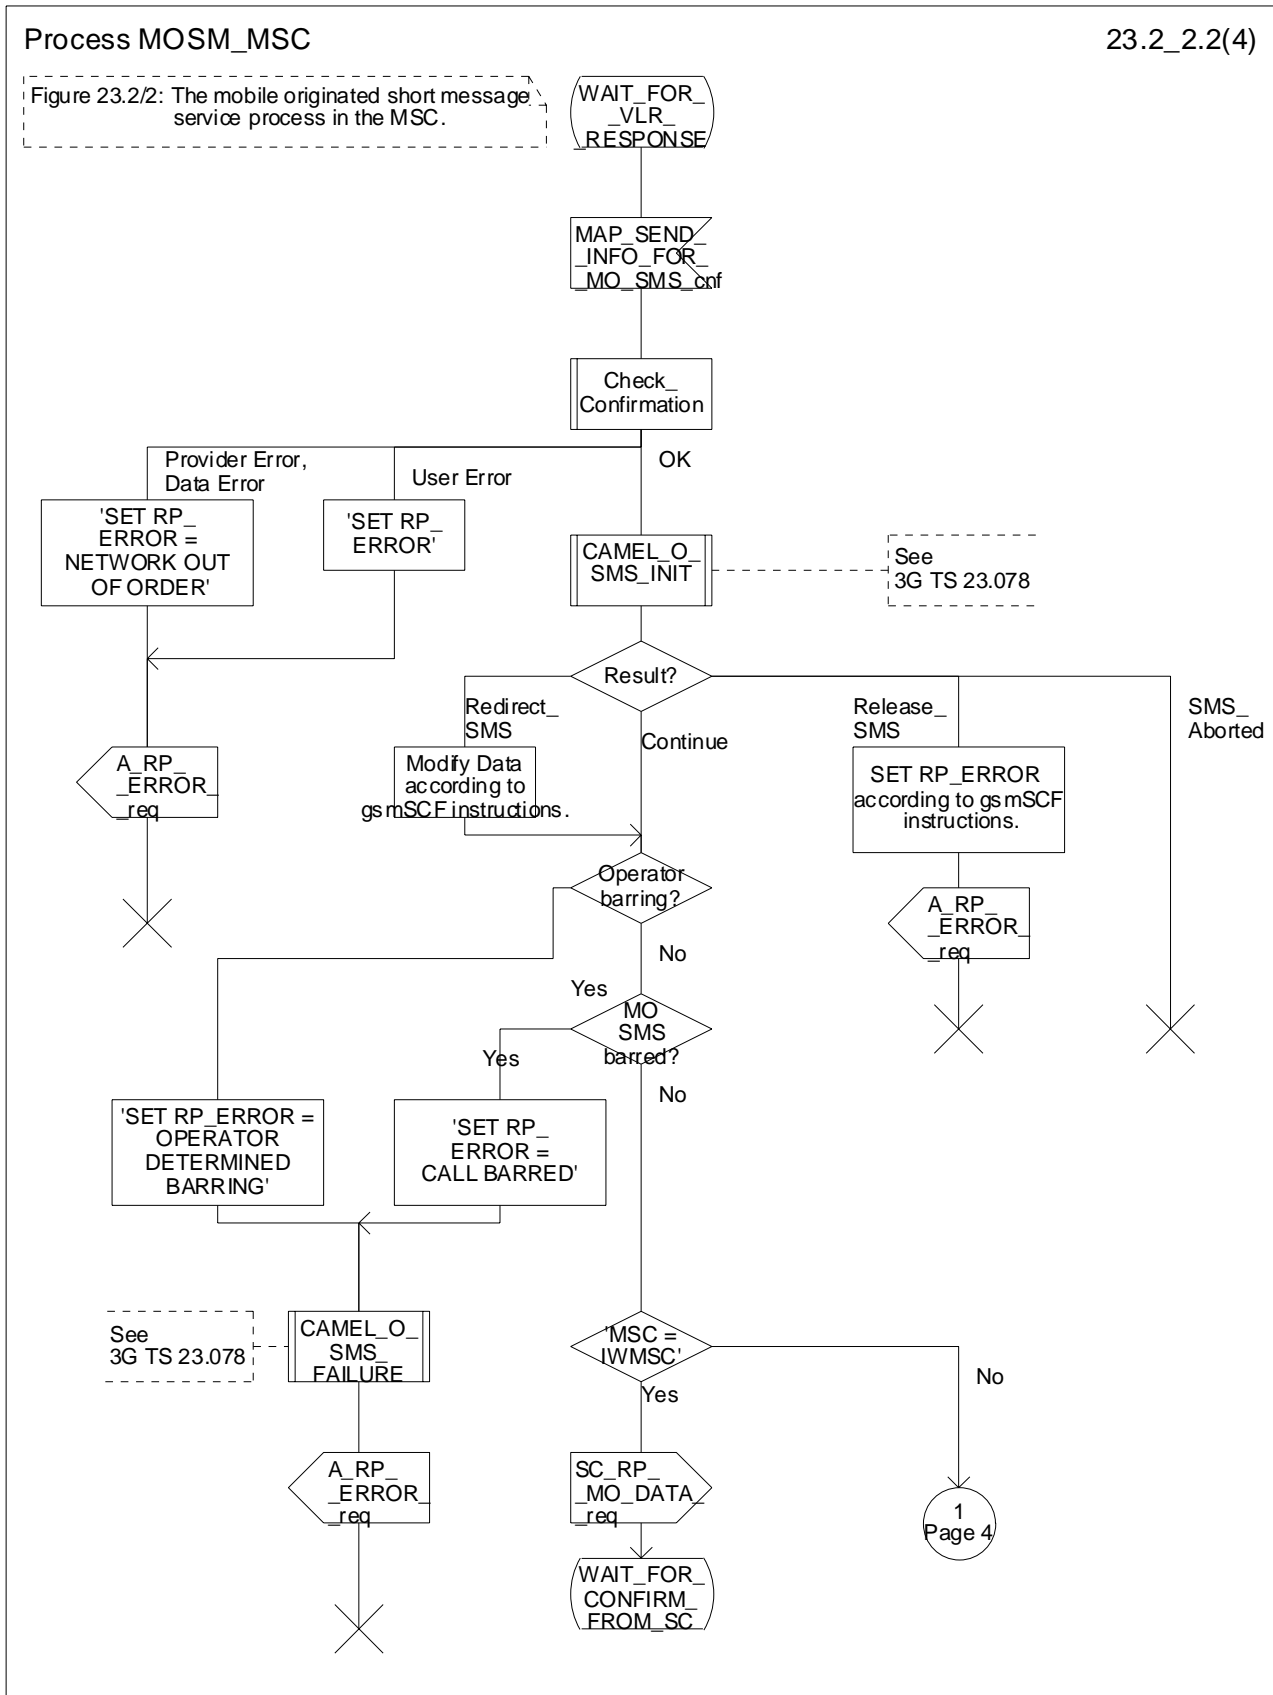 Process MOSM_MSC
23.2_2.2(4)
Figure 23.2/2: The mobile originated short message
service process in the MSC.
WAIT_FOR_
_VLR_
_RESPONSE
MAP_SEND_
_INFO_FOR_
_MO_SMS_cnf
Check_
Confirmation
Provider Error,
Data Error
User Error
OK
'SET RP_
ERROR =
NETWORK OUT
OF ORDER'
'SET RP_
ERROR'
CAMEL_O_
SMS_INIT
See
3G TS 23.078
Result?
Redirect_
SMS
Continue
Release_
SMS
SMS_
Aborted
A_RP_
_ERROR_
_req
Modify Data
according to
gsmSCF instructions.
SET RP_ERROR
according to gsmSCF
instructions.
Operator
barring?
A_RP_
_ERROR_
_req
No
Yes
MO
SMS
barred?
Yes
No
'SET RP_ERROR =
OPERATOR
DETERMINED
BARRING'
'SET RP_
ERROR =
CALL BARRED'
See
3G TS 23.078
CAMEL_O_
SMS_
FAILURE
'MSC =
IWMSC'
No
Yes
A_RP_
_ERROR_
_req
SC_RP_
_MO_DATA_
_req
1
Page 4
WAIT_FOR_
CONFIRM_
FROM_SC